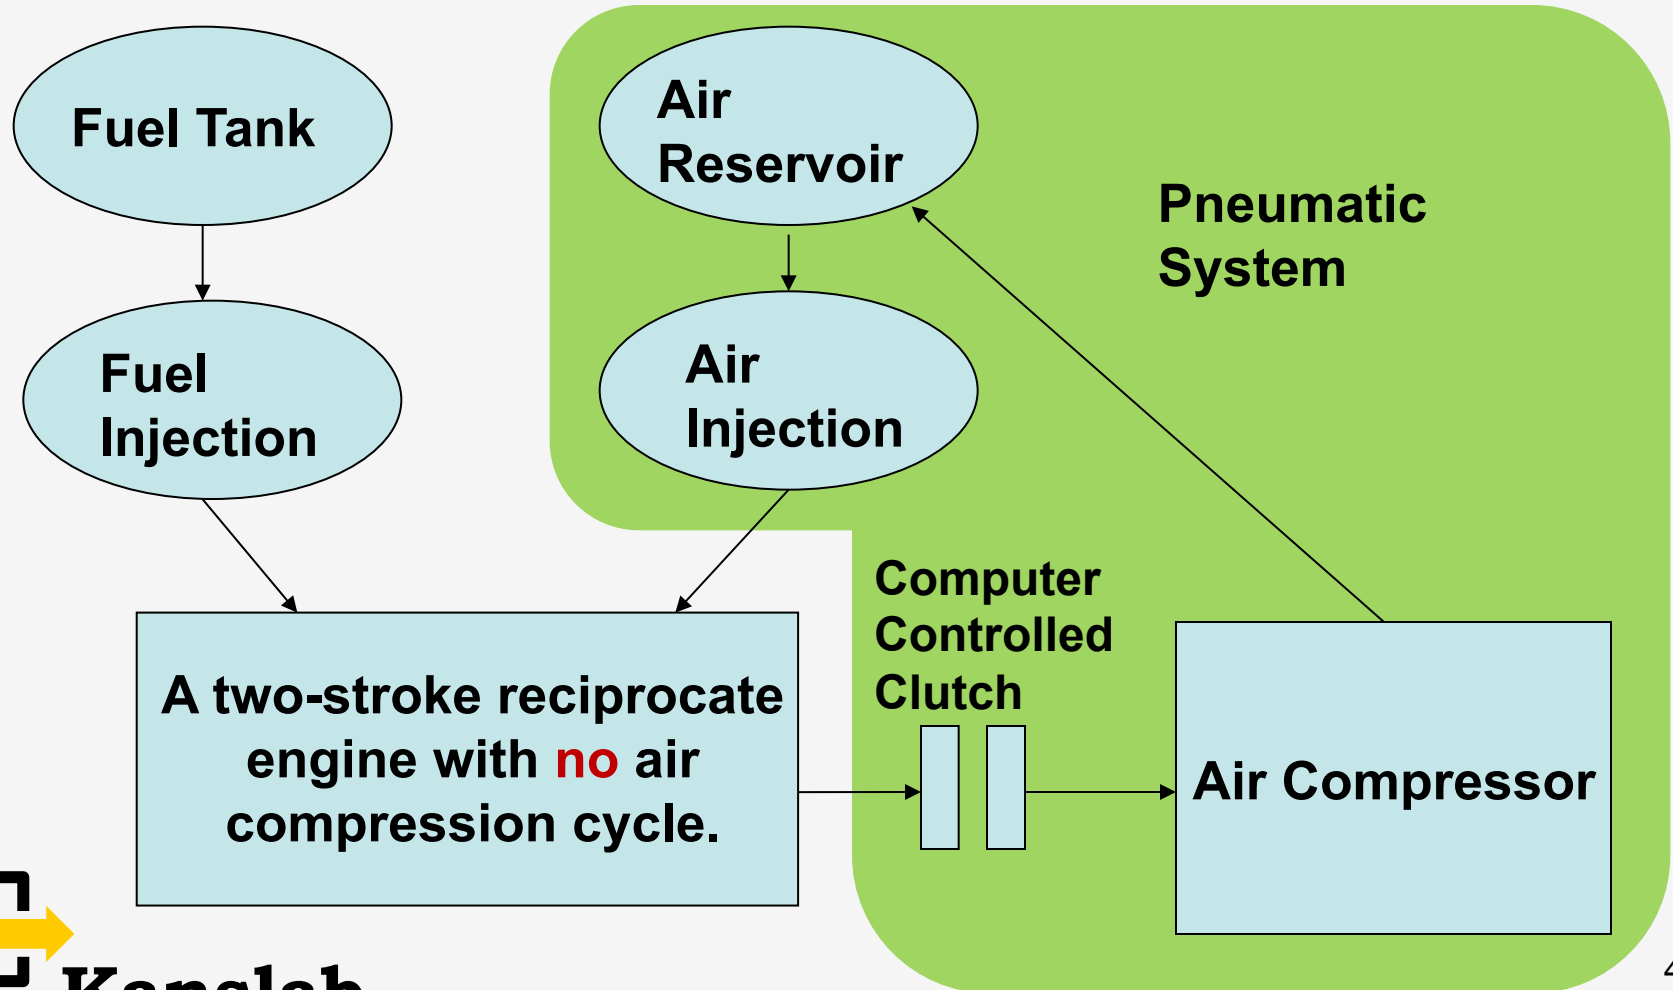 Fuel Tank
Air
Reservoir
Pneumatic
System
Fuel
Injection
Air
Injection
Computer
Controlled
Clutch
A two-stroke reciprocate
engine with no air
compression cycle.
Air Compressor